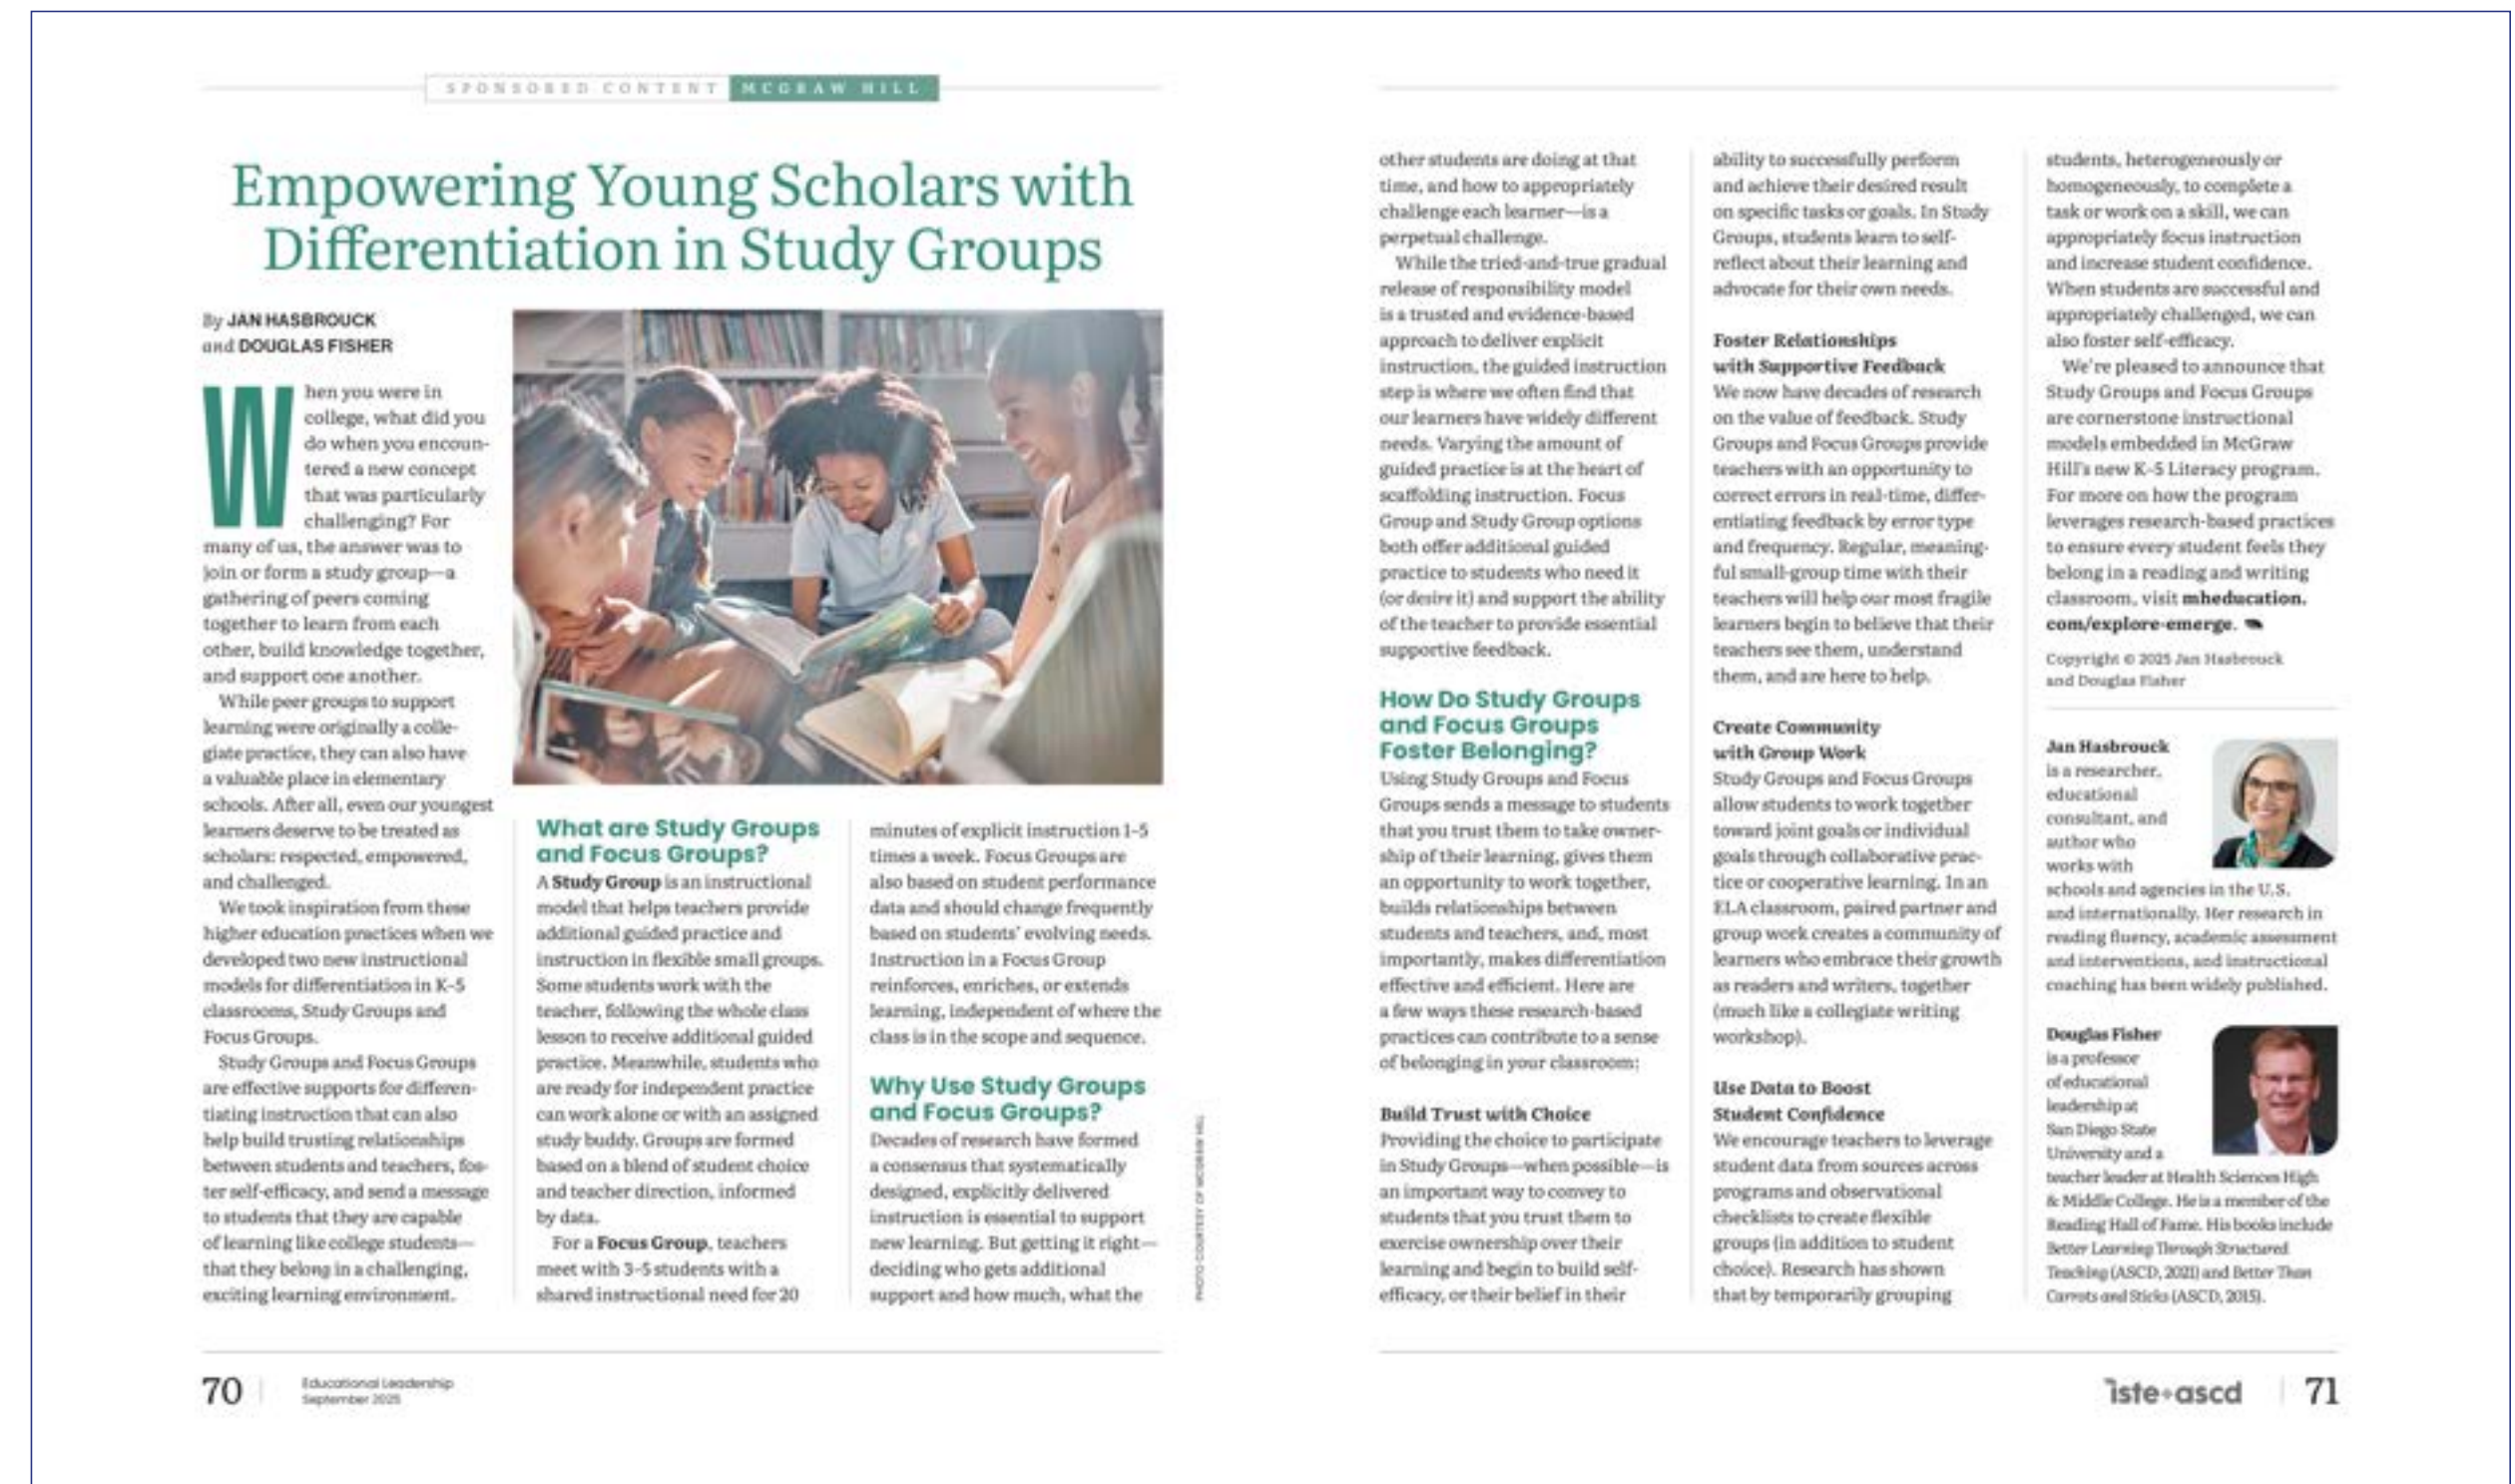 SPONSORED CONTENT MCGRAW HILL
Empowering Young Scholars with
Differentiation in Study Groups
By JAN HASBROUCK
and DOUGLAS FISHER
When you were in
college, what did you
do when you encoun-
tered a new concept
that was particularly
challenging? For
many of us, the answer was to
join or form a study group—a
gathering of peers coming
together to learn from each
other, build knowledge together,
and support one another.
While peer groups to support
learning were originally a colle-
giate practice, they can also have
a valuable place in elementary
schools. After all, even our youngest
learners deserve to be treated as
scholars: respected, empowered,
and challenged.
We took inspiration from these
higher education practices when we
developed two new instructional
models for differentiation in K–5
classrooms, Study Groups and
Focus Groups.
Study Groups and Focus Groups
are effective supports for differen-
tiating instruction that can also
help build trusting relationships
between students and teachers, fos-
ter self-efficacy, and send a message
to students that they are capable
of learning like college students—
that they belong in a challenging,
exciting learning environment.
What are Study Groups
and Focus Groups?
A Study Group is an instructional
model that helps teachers provide
additional guided practice and
instruction in flexible small groups.
Some students work with the
teacher, following the whole class
lesson to receive additional guided
practice. Meanwhile, students who
are ready for independent practice
can work alone or with an assigned
study buddy. Groups are formed
based on a blend of student choice
and teacher direction, informed
by data.
For a Focus Group, teachers
meet with 3–5 students with a
shared instructional need for 20
minutes of explicit instruction 1–5
times a week. Focus Groups are
also based on student performance
data and should change frequently
based on students' evolving needs.
Instruction in a Focus Group
reinforces, enriches, or extends
learning, independent of where the
class is in the scope and sequence.
Why Use Study Groups
and Focus Groups?
Decades of research have formed
a consensus that systematically
designed, explicitly delivered
instruction is essential to support
new learning. But getting it right—
deciding who gets additional
support and how much, what the
PHOTO COURTESY OF MCGRAW HILL
70
Educational Leadership
September 2025
other students are doing at that
time, and how to appropriately
challenge each learner—is a
perpetual challenge.
While the tried-and-true gradual
release of responsibility model
is a trusted and evidence-based
approach to deliver explicit
instruction, the guided instruction
step is where we often find that
our learners have widely different
needs. Varying the amount of
guided practice is at the heart of
scaffolding instruction. Focus
Group and Study Group options
both offer additional guided
practice to students who need it
(or desire it) and support the ability
of the teacher to provide essential
supportive feedback.
How Do Study Groups
and Focus Groups
Foster Belonging?
Using Study Groups and Focus
Groups sends a message to students
that you trust them to take owner-
ship of their learning, gives them
an opportunity to work together,
builds relationships between
students and teachers, and, most
importantly, makes differentiation
effective and efficient. Here are
a few ways these research-based
practices can contribute to a sense
of belonging in your classroom:
Build Trust with Choice
Providing the choice to participate
in Study Groups—when possible—is
an important way to convey to
students that you trust them to
exercise ownership over their
learning and begin to build self-
efficacy, or their belief in their
ability to successfully perform
and achieve their desired result
on specific tasks or goals. In Study
Groups, students learn to self-
reflect about their learning and
advocate for their own needs.
Foster Relationships
with Supportive Feedback
We now have decades of research
on the value of feedback. Study
Groups and Focus Groups provide
teachers with an opportunity to
correct errors in real-time, differ-
entiating feedback by error type
and frequency. Regular, meaning-
ful small-group time with their
teachers will help our most fragile
learners begin to believe that their
teachers see them, understand
them, and are here to help.
Create Community
with Group Work
Study Groups and Focus Groups
allow students to work together
toward joint goals or individual
goals through collaborative prac-
tice or cooperative learning. In an
ELA classroom, paired partner and
group work creates a community of
learners who embrace their growth
as readers and writers, together
(much like a collegiate writing
workshop).
Use Data to Boost
Student Confidence
We encourage teachers to leverage
student data from sources across
programs and observational
checklists to create flexible
groups (in addition to student
choice). Research has shown
that by temporarily grouping
students, heterogeneously or
homogeneously, to complete a
task or work on a skill, we can
appropriately focus instruction
and increase student confidence.
When students are successful and
appropriately challenged, we can
also foster self-efficacy.
We're pleased to announce that
Study Groups and Focus Groups
are cornerstone instructional
models embedded in McGraw
Hill's new K–5 Literacy program.
For more on how the program
leverages research-based practices
to ensure every student feels they
belong in a reading and writing
classroom, visit mheducation.
com/explore-emerge.
Copyright © 2025 Jan Hasbrouck
and Douglas Fisher
Jan Hasbrouck
is a researcher,
educational
consultant, and
author who
works with
schools and agencies in the U.S.
and internationally. Her research in
reading fluency, academic assessment
and interventions, and instructional
coaching has been widely published.
Douglas Fisher
is a professor
of educational
leadership at
San Diego State
University and a
teacher leader at Health Sciences High
& Middle College. He is a member of the
Reading Hall of Fame. His books include
Better Learning Through Structured
Teaching (ASCD, 2021) and Better Than
Carrots and Sticks (ASCD, 2015).
iste+ascd
71